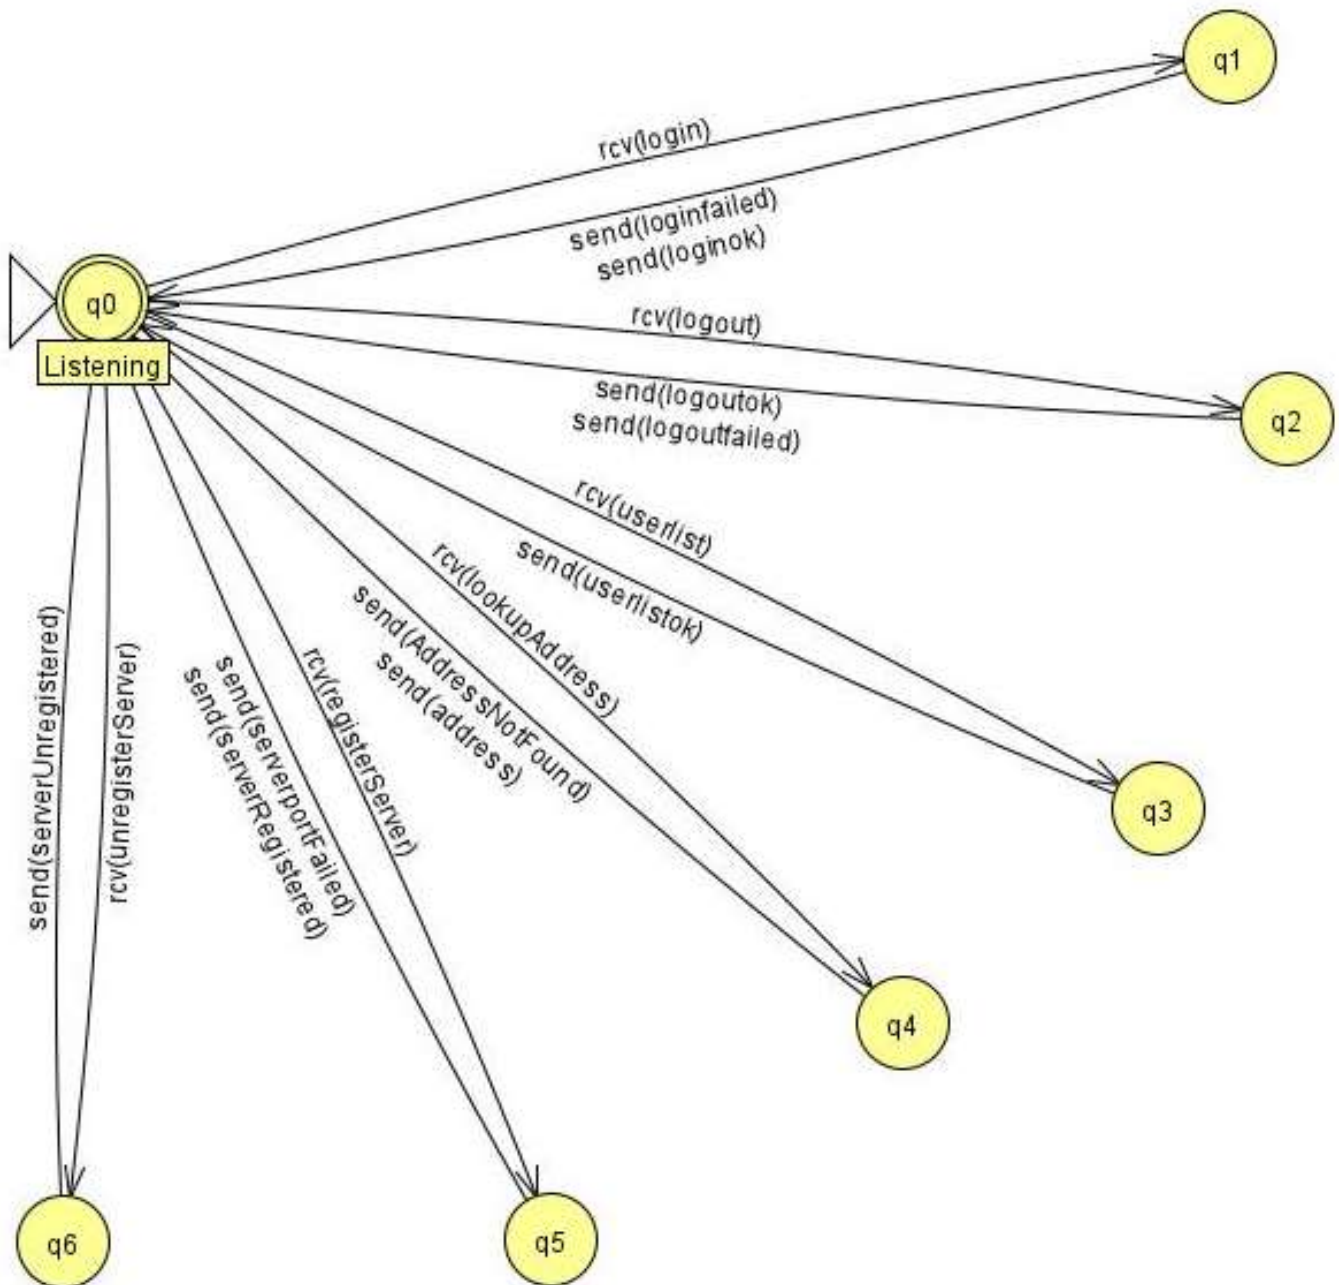 q1
rcv(login)
send(loginfailed)
send(loginok)
q0
Listening
rcv(logout)
send(logoutok)
send(logoutfailed)
q2
rcv(userlist)
send(userlistok)
rcv(lookupAddress)
send(AddressNotFound)
send(address)
rcv(registerServer)
send(serverportFailed)
send(serverRegistered)
send(serverUnregistered)
rcv(unregisterServer)
q3
q4
q5
q6